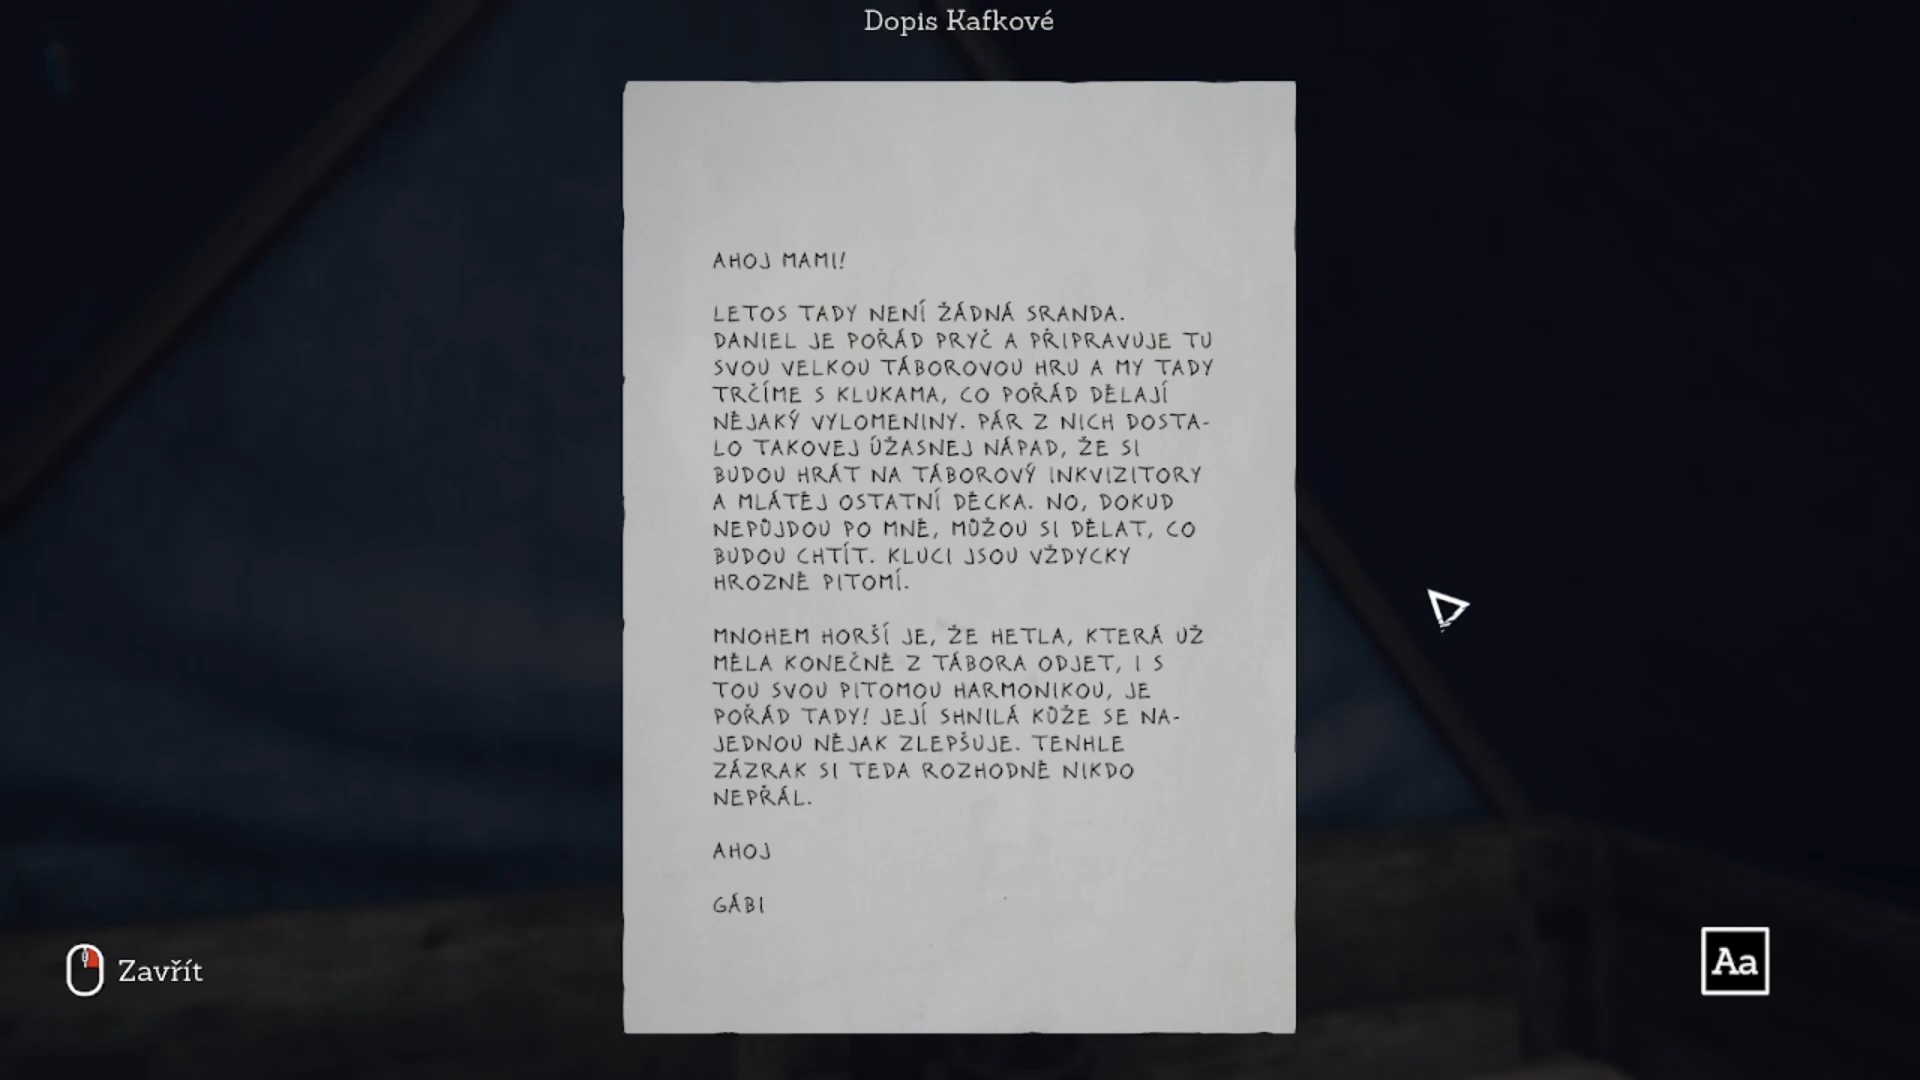 Dopis Kafkové
AHOJ MAMI!
LETOS TADY NENÍ ŽÁDNÁ SRANDA.
DANIEL JE POŘÁD PRYČ A PŘIPRAVUJE TU
SVOU VELKOU TÁBOROVOU HRU A MY TADY
TRČÍME S KLUKAMA, CO POŘÁD DĚLAJÍ
NĚJAKÝ VYLOMENINY. PÁR Z NICH DOSTA-
LO TAKOVEJ ÚŽASNEJ NÁPAD, ŽE SI
BUDOU HRÁT NA TÁBOROVÝ INKVIZITORY
A MLÁTĚJ OSTATNÍ DĚCKA. NO, DOKUD
NEPŮJDOU PO MNĚ, MŮŽOU SI DĚLAT, CO
BUDOU CHTÍT. KLUCI JSOU VŽDYCKY
HROZNĚ PITOMÍ.
MNOHEM HORŠÍ JE, ŽE HETLA, KTERÁ UŽ
MĚLA KONEČNĚ Z TÁBORA ODJET, I S
TOU SVOU PITOMOU HARMONIKOU, JE
POŘÁD TADY! JEJÍ SHNILÁ KŮŽE SE NA-
JEDNOU NĚJAK ZLEPŠUJE. TENHLE
ZÁZRAK SI TEDA ROZHODNĚ NIKDO
NEPŘÁL.
AHOJ
GÁBI
Zavřít
Aa